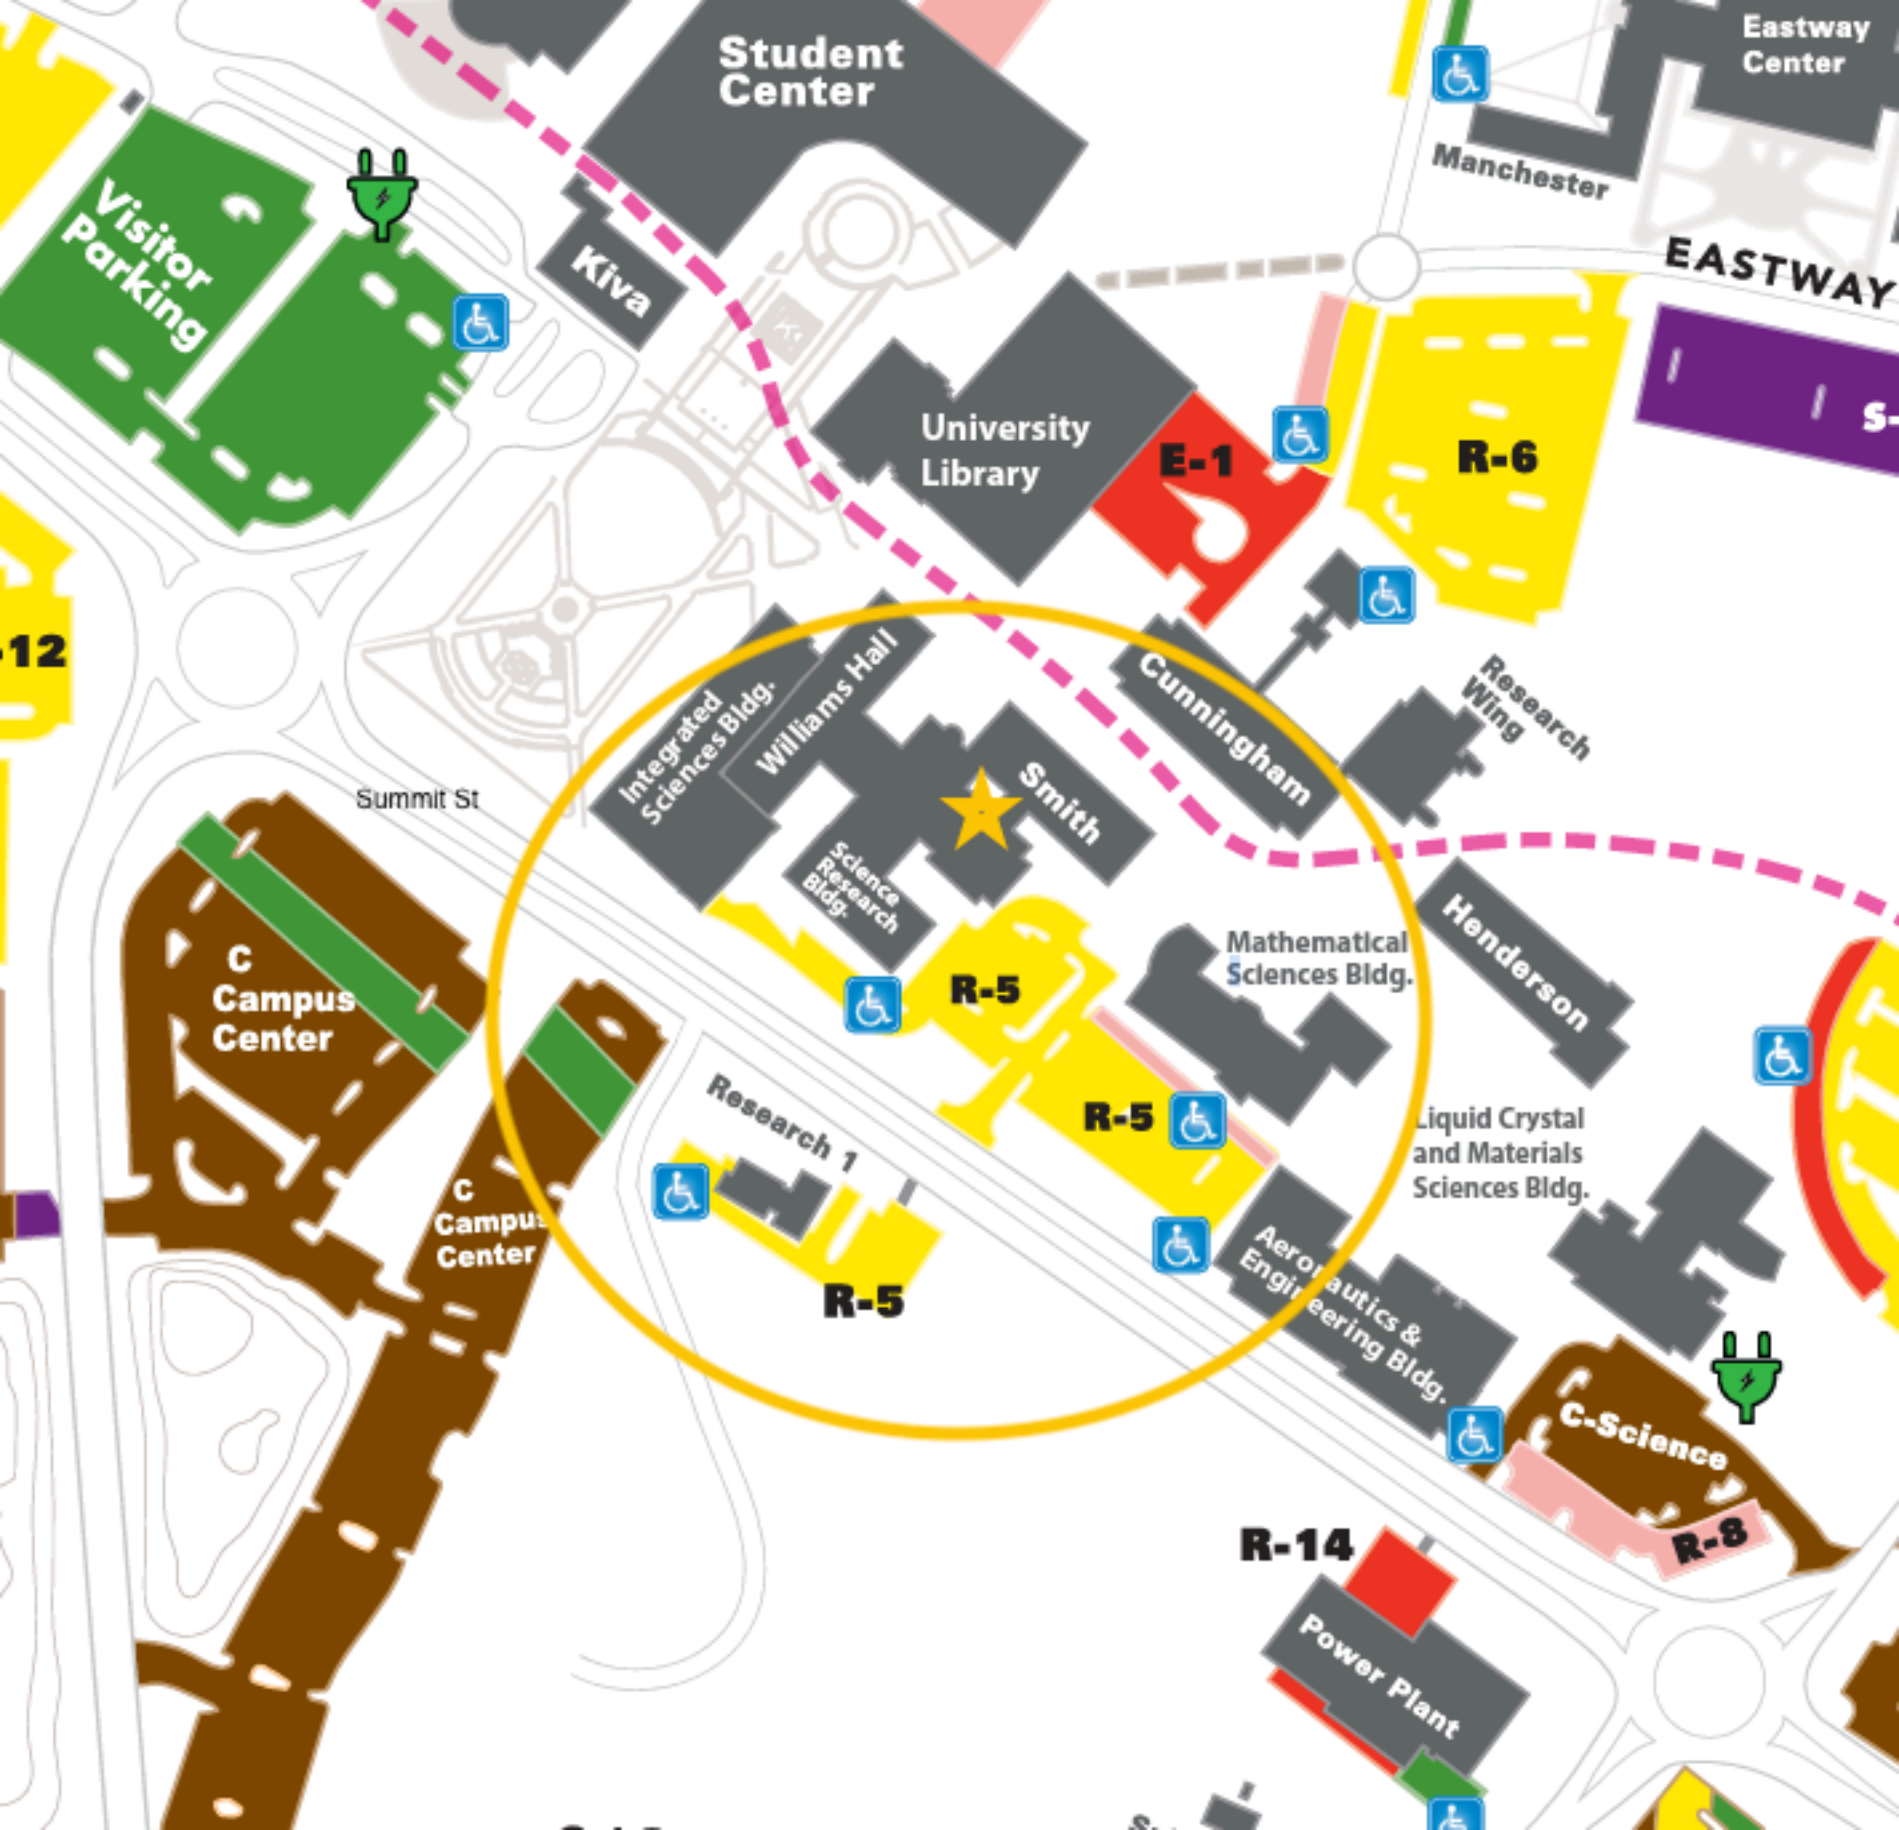 Student
Center
Eastway
Center
Manchester
Visitor
Parking
Kiva
EASTWAY
University
Library
E-1
R-6
S-
-12
Integrated
Sciences Bldg.
Williams Hall
Cunningham
Research
Wing
Smith
Summit St
Science
Research
Bldg.
C
Campus
Center
R-5
Mathematical
Sciences Bldg.
Henderson
Research 1
R-5
Liquid Crystal
and Materials
Sciences Bldg.
C
Campus
Center
R-5
Aeronautics &
Engineering Bldg.
C-Science
R-8
R-14
Power Plant